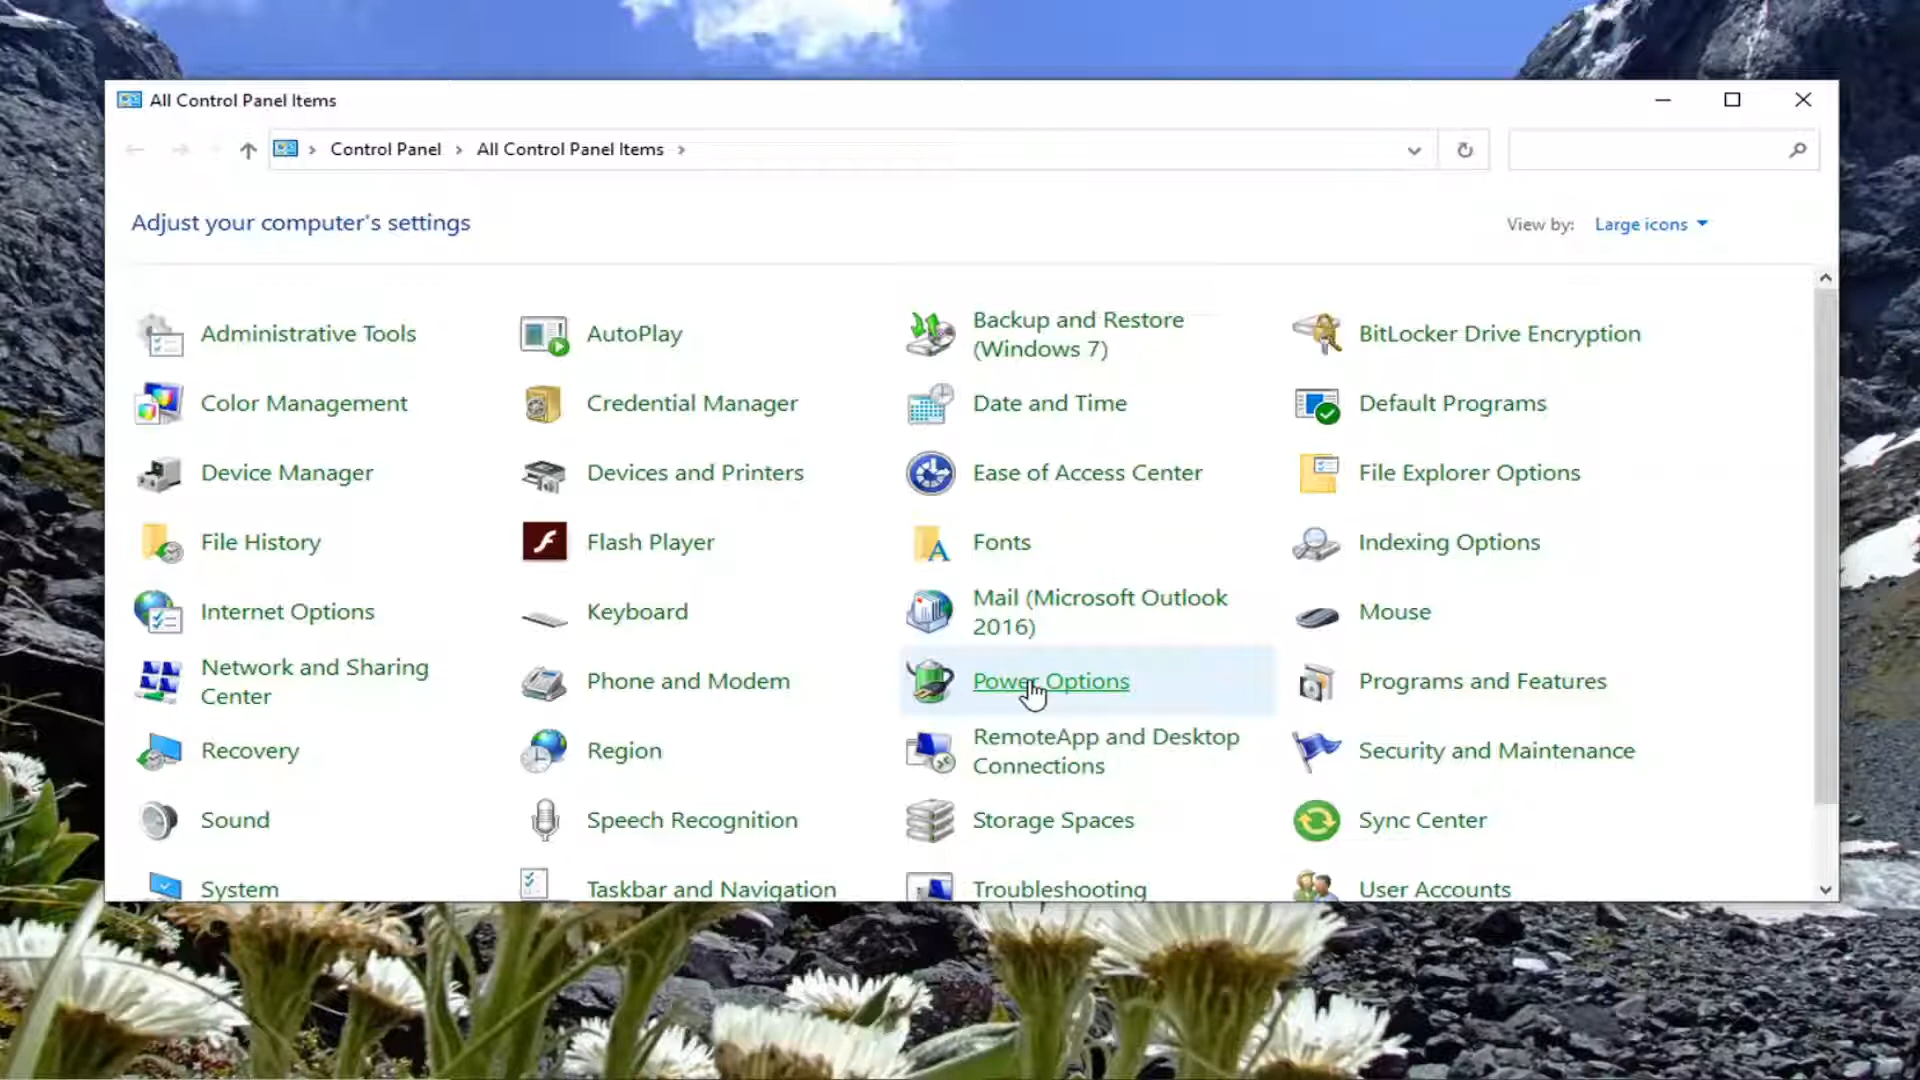 All Control Panel Items
Control Panel
All Control Panel Items
Adjust your computer's settings
View by:
Large icons
Administrative Tools
AutoPlay
Backup and Restore
(Windows 7)
BitLocker Drive Encryption
Color Management
Credential Manager
Date and Time
Default Programs
Device Manager
Devices and Printers
Ease of Access Center
File Explorer Options
File History
Flash Player
Fonts
Indexing Options
Internet Options
Keyboard
Mail (Microsoft Outlook
2016)
Mouse
Network and Sharing
Center
Phone and Modem
Power Options
Programs and Features
Recovery
Region
RemoteApp and Desktop
Connections
Security and Maintenance
Sound
Speech Recognition
Storage Spaces
Sync Center
System
Taskbar and Navigation
Troubleshooting
User Accounts